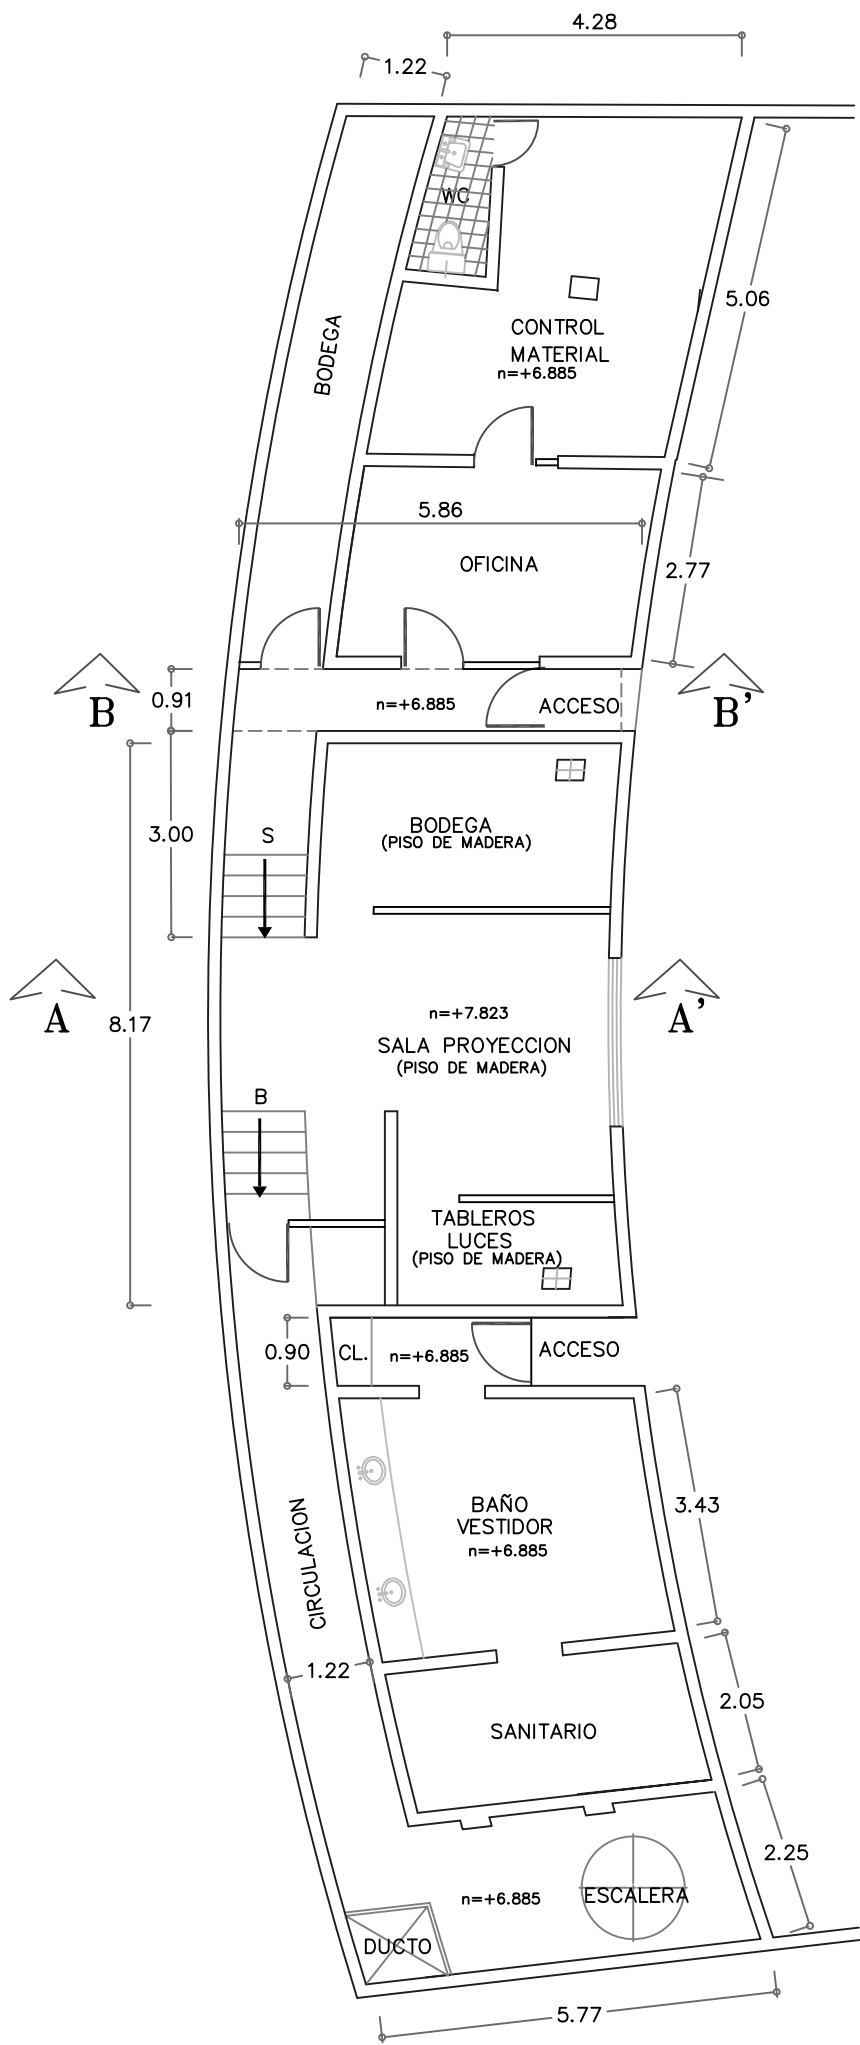 4.28
1.22
WC
5.06
BODEGA
CONTROL
MATERIAL
n=+6.885
5.86
OFICINA
2.77
B
0.91
n=+6.885
ACCESO
B'
3.00
S
BODEGA
(PISO DE MADERA)
A
8.17
n=+7.823
A'
SALA PROYECCION
(PISO DE MADERA)
B
TABLEROS
LUCES
(PISO DE MADERA)
0.90
CL.
n=+6.885
ACCESO
BAÑO
VESTIDOR
n=+6.885
3.43
CIRCULACION
1.22
2.05
SANITARIO
2.25
n=+6.885
ESCALERA
DUCTO
5.77